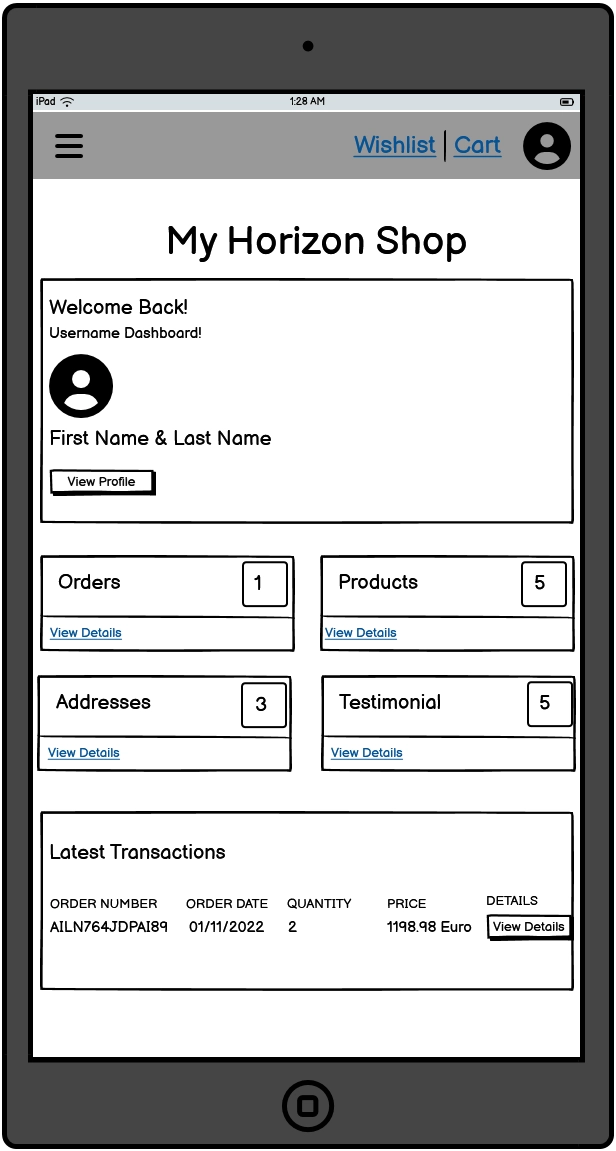 iPad 1:28 AM
Wishlist | Cart
My Horizon Shop
Welcome Back!
Username Dashboard!
First Name & Last Name
View Profile
Orders 1
View Details
Products 5
View Details
Addresses 3
View Details
Testimonial 5
View Details
Latest Transactions
ORDER NUMBER ORDER DATE QUANTITY PRICE DETAILS
AILN764JDPAI89 01/11/2022 2 1198.98 Euro View Details